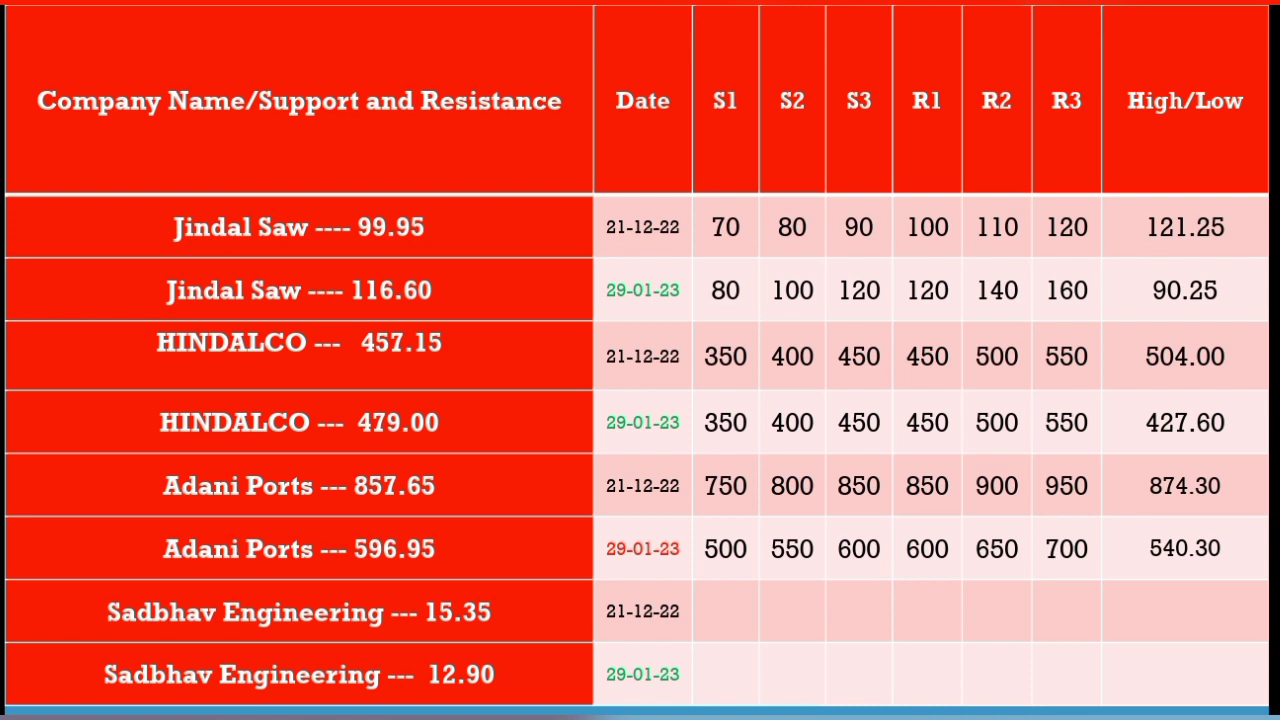 Company Name/Support and Resistance Date S1 S2 S3 R1 R2 R3 High/Low
Jindal Saw ---- 99.95 21-12-22 70 80 90 100 110 120 121.25
Jindal Saw ---- 116.60 29-01-23 80 100 120 120 140 160 90.25
HINDALCO --- 457.15 21-12-22 350 400 450 450 500 550 504.00
HINDALCO --- 479.00 29-01-23 350 400 450 450 500 550 427.60
Adani Ports --- 857.65 21-12-22 750 800 850 850 900 950 874.30
Adani Ports --- 596.95 29-01-23 500 550 600 600 650 700 540.30
Sadbhav Engineering --- 15.35 21-12-22
Sadbhav Engineering --- 12.90 29-01-23